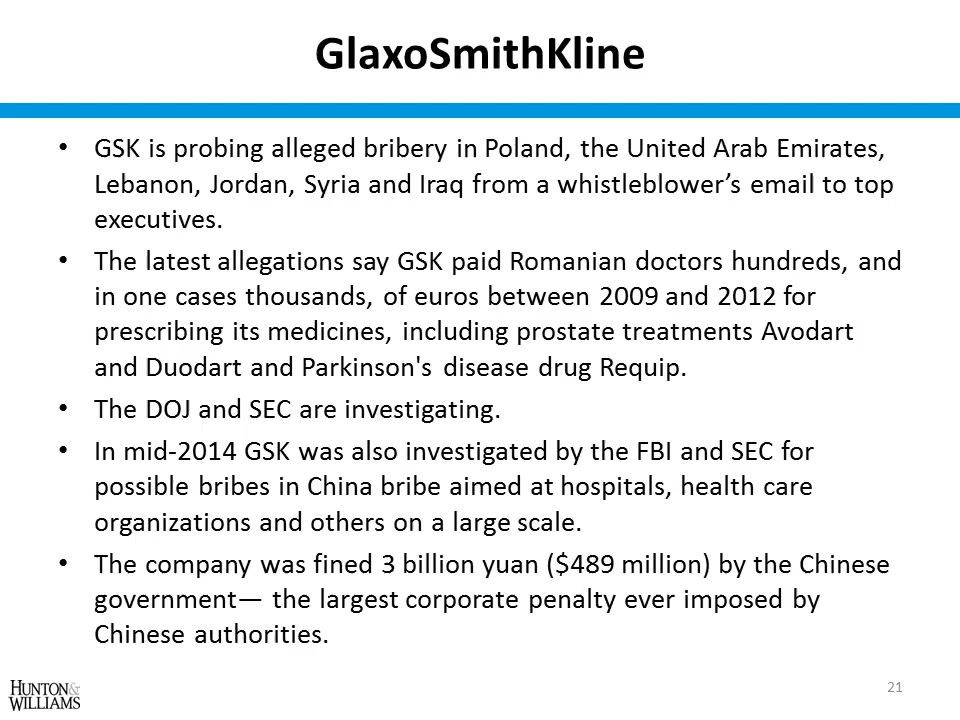 GlaxoSmithKline
• GSK is probing alleged bribery in Poland, the United Arab Emirates,
Lebanon, Jordan, Syria and Iraq from a whistleblower’s email to top
executives.
• The latest allegations say GSK paid Romanian doctors hundreds, and
in one cases thousands, of euros between 2009 and 2012 for
prescribing its medicines, including prostate treatments Avodart
and Duodart and Parkinson's disease drug Requip.
• The DOJ and SEC are investigating.
• In mid-2014 GSK was also investigated by the FBI and SEC for
possible bribes in China bribe aimed at hospitals, health care
organizations and others on a large scale.
• The company was fined 3 billion yuan ($489 million) by the Chinese
government— the largest corporate penalty ever imposed by
Chinese authorities.
HUNTON&
WILLIAMS
21